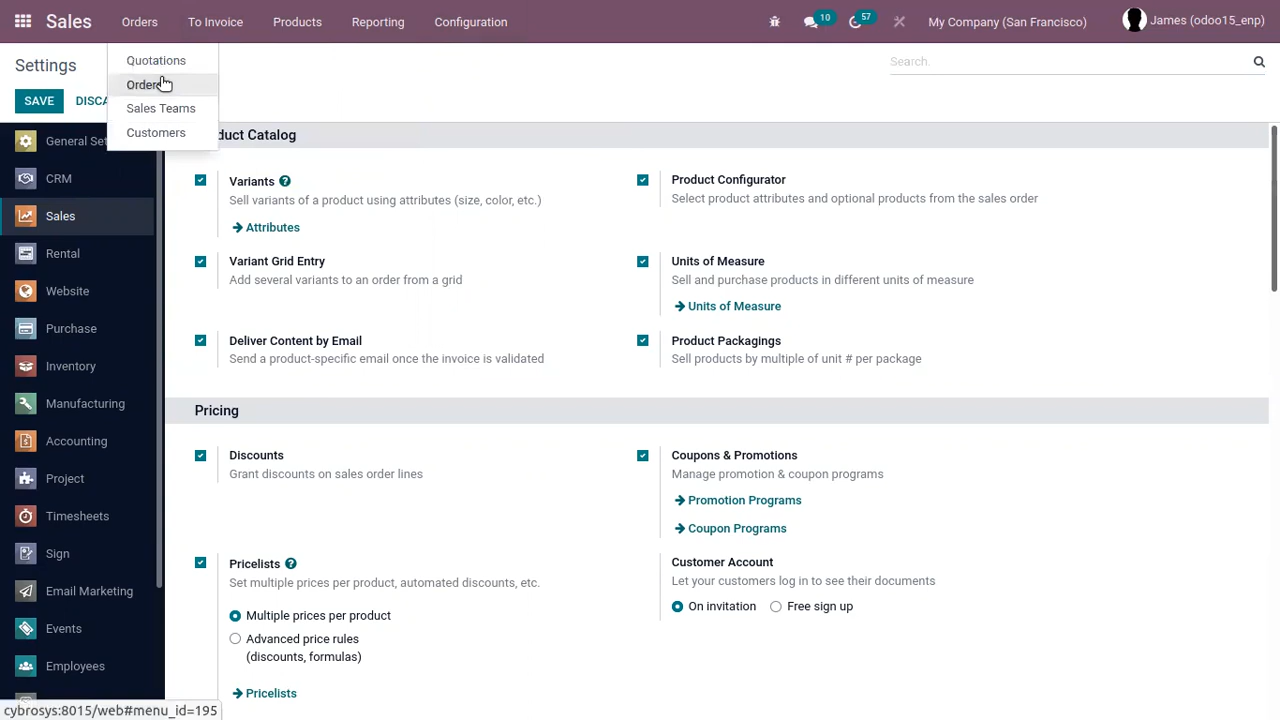 Sales
Orders
To Invoice
Products
Reporting
Configuration
10
57
My Company (San Francisco)
James (odoo15_enp)
Settings
Search.
SAVE
Quotations
Sales Teams
Customers
General
CRM
Sales
Rental
Website
Purchase
Inventory
Manufacturing
Accounting
Project
Timesheets
Sign
Email Marketing
Events
Employees
Catalog
Variants ?
Sell variants of a product using attributes (size, color, etc.)
Attributes
Product Configurator
Select product attributes and optional products from the sales order
Variant Grid Entry
Add several variants to an order from a grid
Units of Measure
Sell and purchase products in different units of measure
Units of Measure
Deliver Content by Email
Send a product-specific email once the invoice is validated
Product Packagings
Sell products by multiple of unit # per package
Pricing
Discounts
Grant discounts on sales order lines
Coupons & Promotions
Manage promotion & coupon programs
Promotion Programs
Coupon Programs
Pricelists ?
Set multiple prices per product, automated discounts, etc.
Multiple prices per product
Advanced price rules
(discounts, formulas)
Pricelists
Customer Account
Let your customers log in to see their documents
On invitation
Free sign up
cybrosys:8015/web#menu_id=195